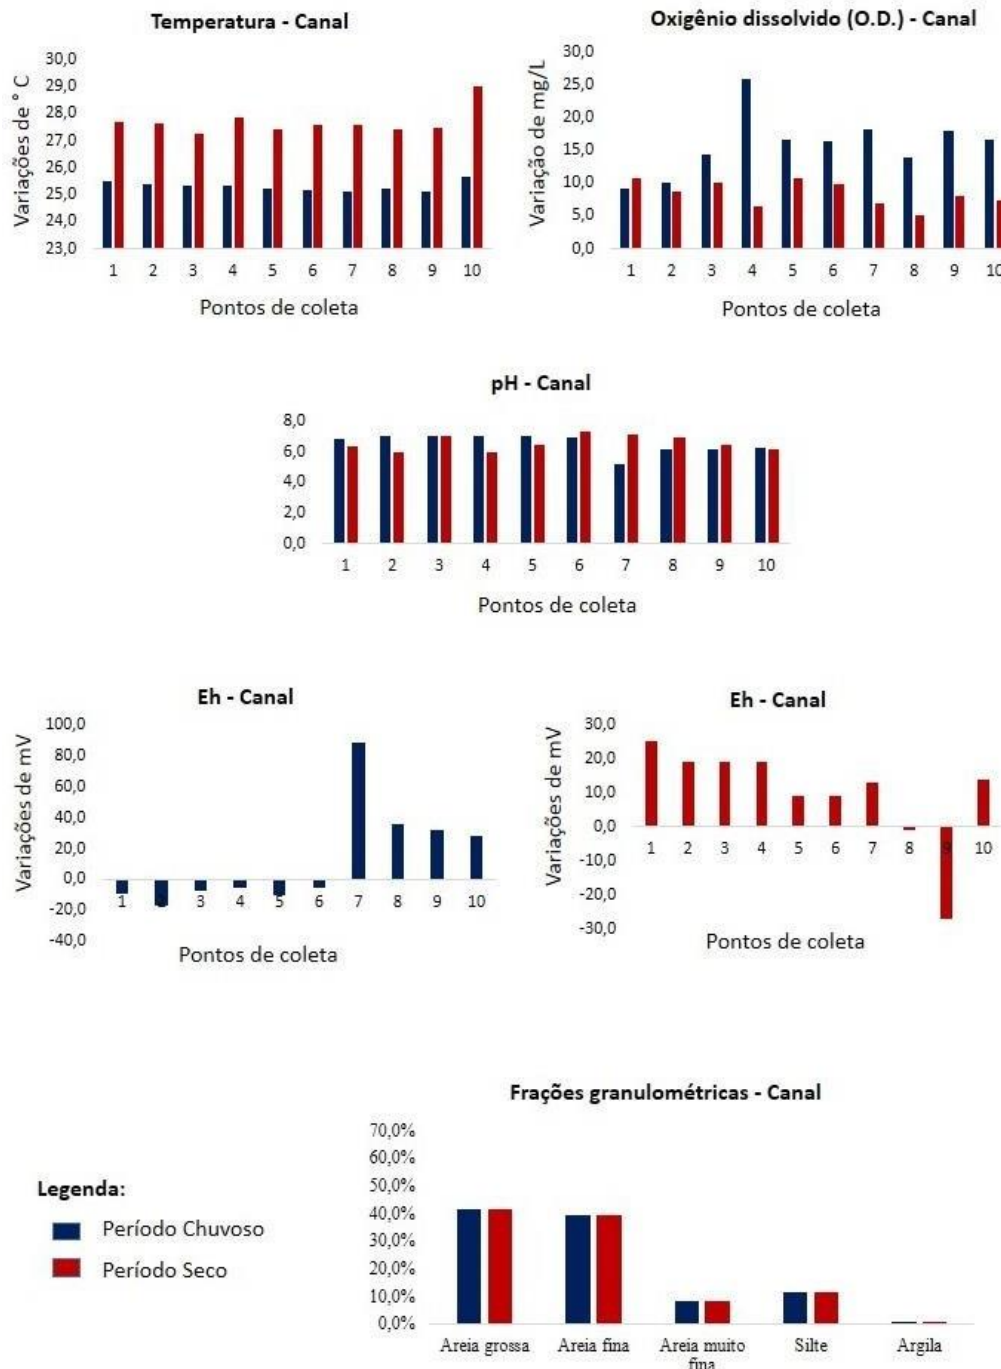 Temperatura - Canal
Variações de ° C
30,0
29,0
28,0
27,0
26,0
25,0
24,0
23,0
1 2 3 4 5 6 7 8 9 10
Pontos de coleta
Oxigênio dissolvido (O.D.) - Canal
Variação de mg/L
30,0
25,0
20,0
15,0
10,0
5,0
0,0
1 2 3 4 5 6 7 8 9 10
Pontos de coleta
pH - Canal
8,0
6,0
4,0
2,0
0,0
1 2 3 4 5 6 7 8 9 10
Pontos de coleta
Eh - Canal
Variações de mV
100,0
80,0
60,0
40,0
20,0
0,0
-20,0
-40,0
1 2 3 4 5 6 7 8 9 10
Pontos de coleta
Eh - Canal
Variações de mV
30,0
20,0
10,0
0,0
-10,0
-20,0
-30,0
1 2 3 4 5 6 7 8 9 10
Pontos de coleta
Frações granulométricas - Canal
70,0%
60,0%
50,0%
40,0%
30,0%
20,0%
10,0%
0,0%
Areia grossa Areia fina Areia muito Silte Argila
fina
Legenda:
Período Chuvoso
Período Seco